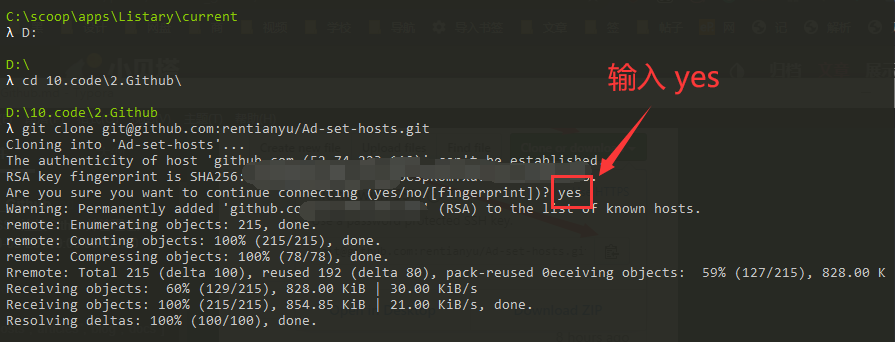 C:\scoop\apps\Listary\current
λ D:
D:\
λ cd 10.code\2.Github\
输入 yes
D:\10.code\2.Github
λ git clone git@github.com:rentianyu/Ad-set-hosts.git
Cloning into 'Ad-set-hosts'...
The authenticity of host 'github.com can't be established.
RSA key fingerprint is SHA256:
Are you sure you want to continue connecting (yes/no/[fingerprint])? yes
Warning: Permanently added 'github.co ' (RSA) to the list of known hosts.
remote: Enumerating objects: 215, done.
remote: Counting objects: 100% (215/215), done.
remote: Compressing objects: 100% (78/78), done.
Rremote: Total 215 (delta 100), reused 192 (delta 80), pack-reused 0eceiving objects:  59% (127/215), 828.00 K
Receiving objects:  60% (129/215), 828.00 KiB | 30.00 KiB/s
Receiving objects: 100% (215/215), 854.85 KiB | 21.00 KiB/s, done.
Resolving deltas: 100% (100/100), done.